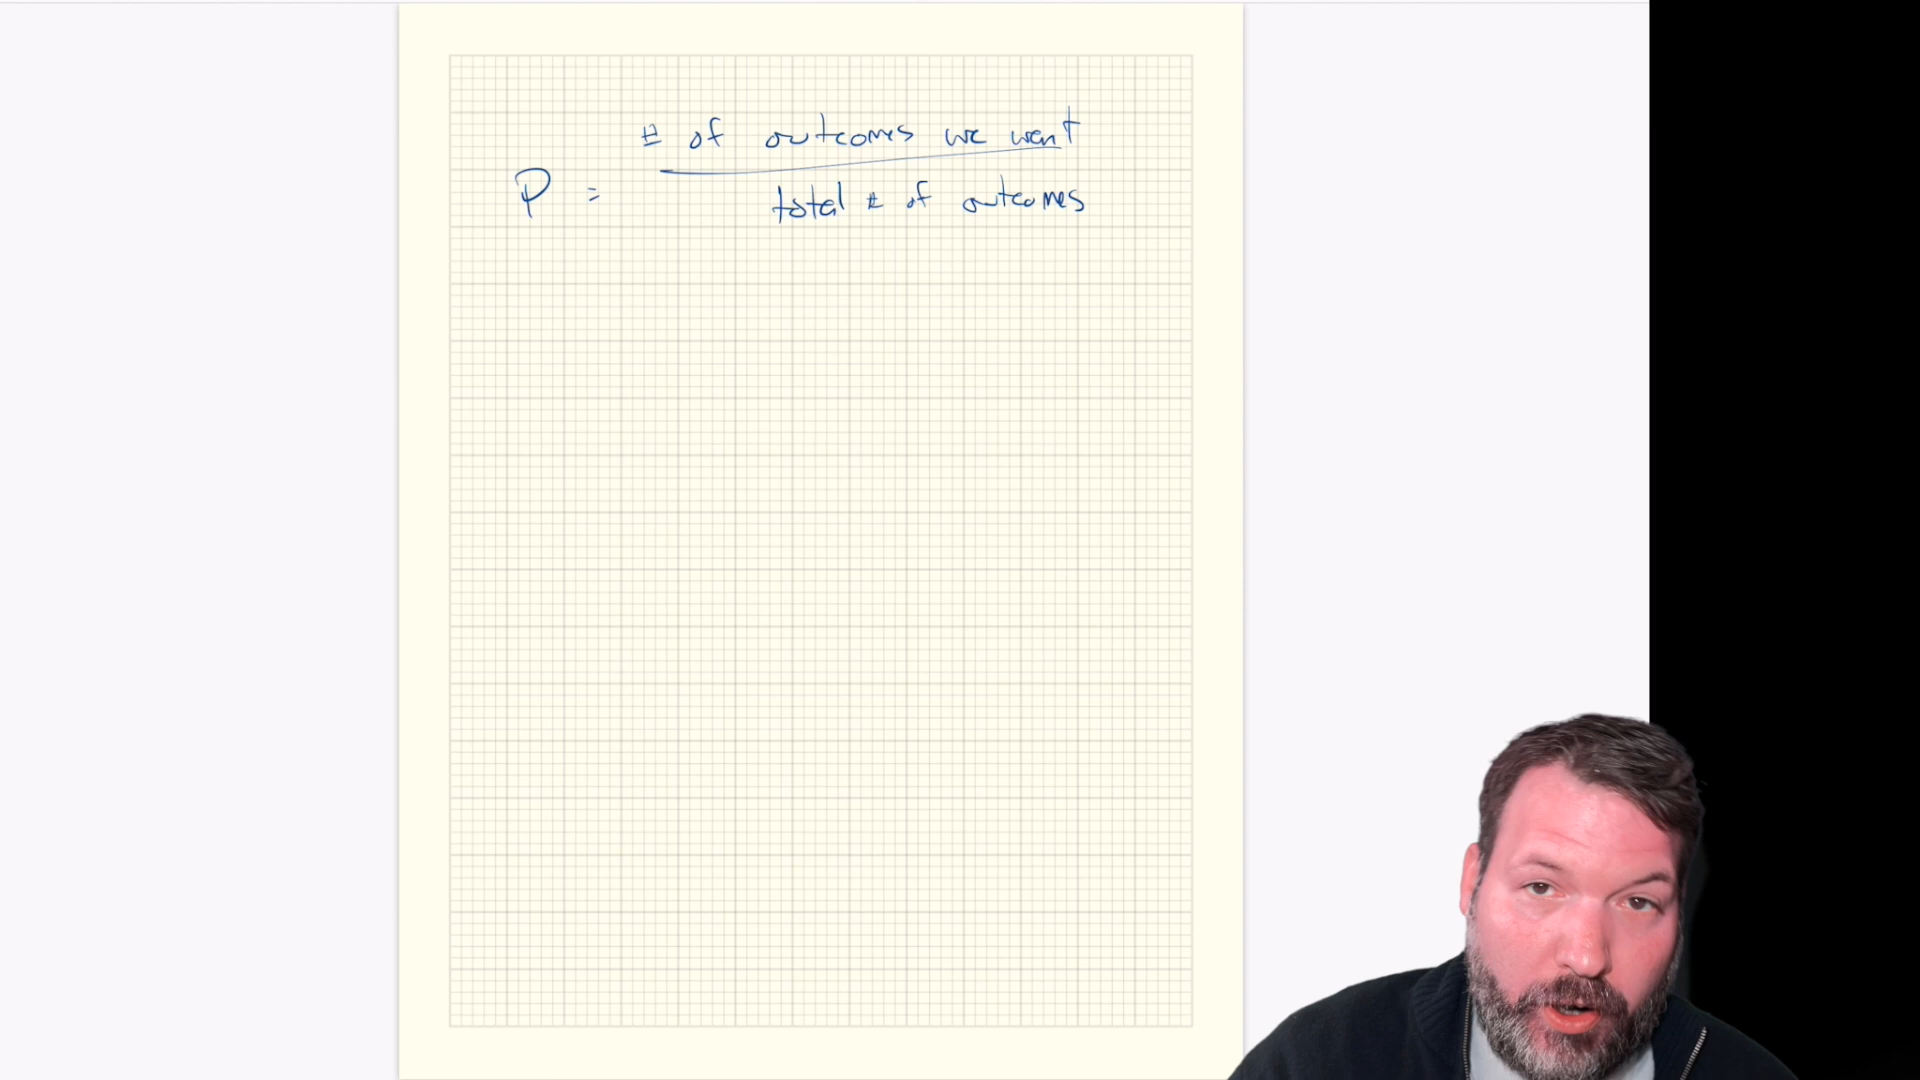 # of outcomes we want
P =
total # of outcomes